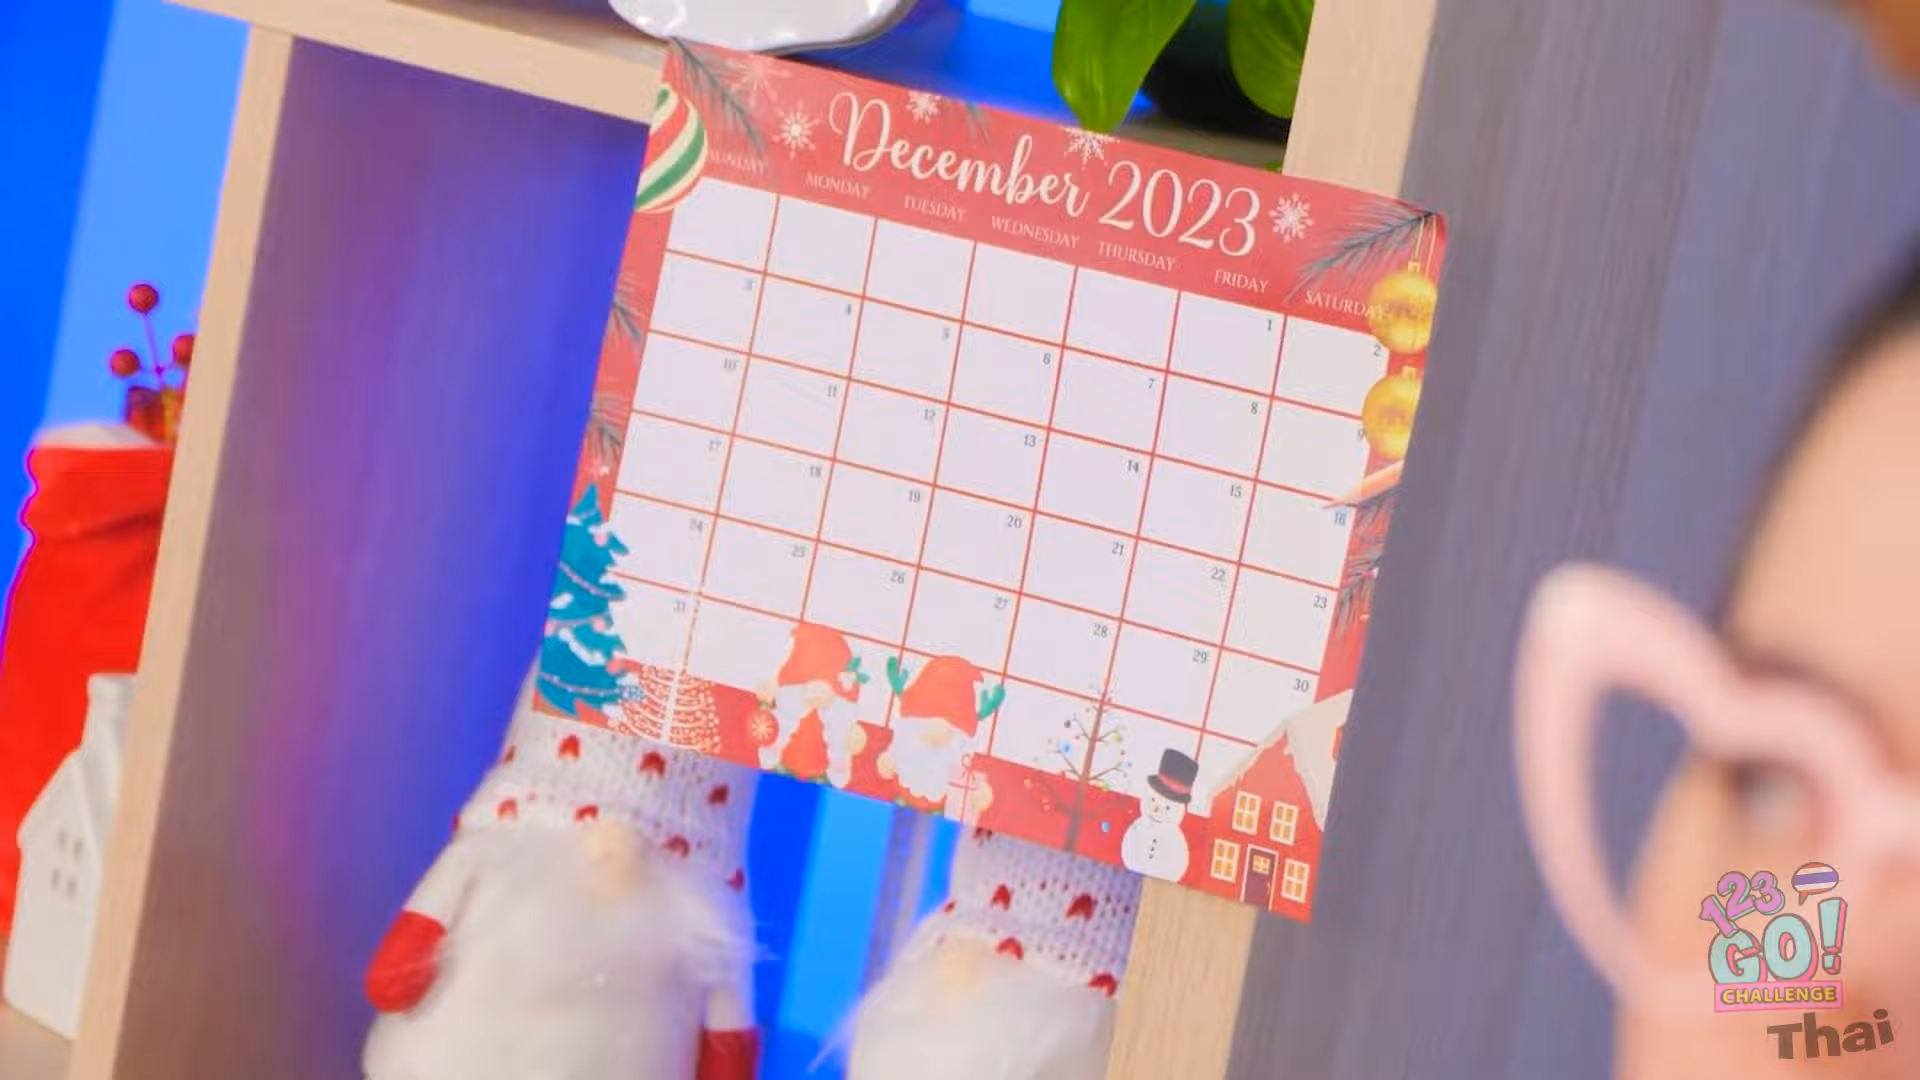 December 2023
SUNDAY MONDAY TUESDAY WEDNESDAY THURSDAY FRIDAY SATURDAY
1 2
3 4 5 6 7 8 9
10 11 12 13 14 15 16
17 18 19 20 21 22 23
24 25 26 27 28 29 30
31
123
GO!
CHALLENGE
Thai